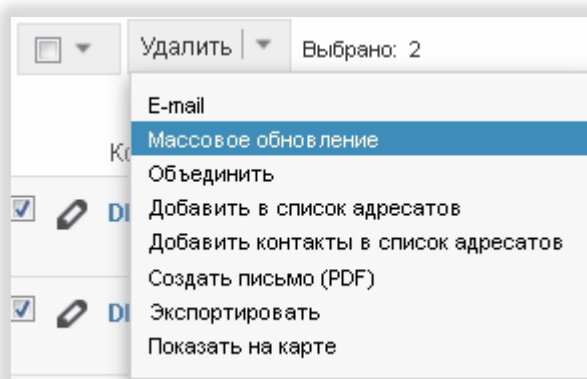 Удалить
Выбрано: 2
E-mail
Массовое обновление
Объединить
Добавить в список адресатов
Добавить контакты в список адресатов
Создать письмо (PDF)
Экспортировать
Показать на карте